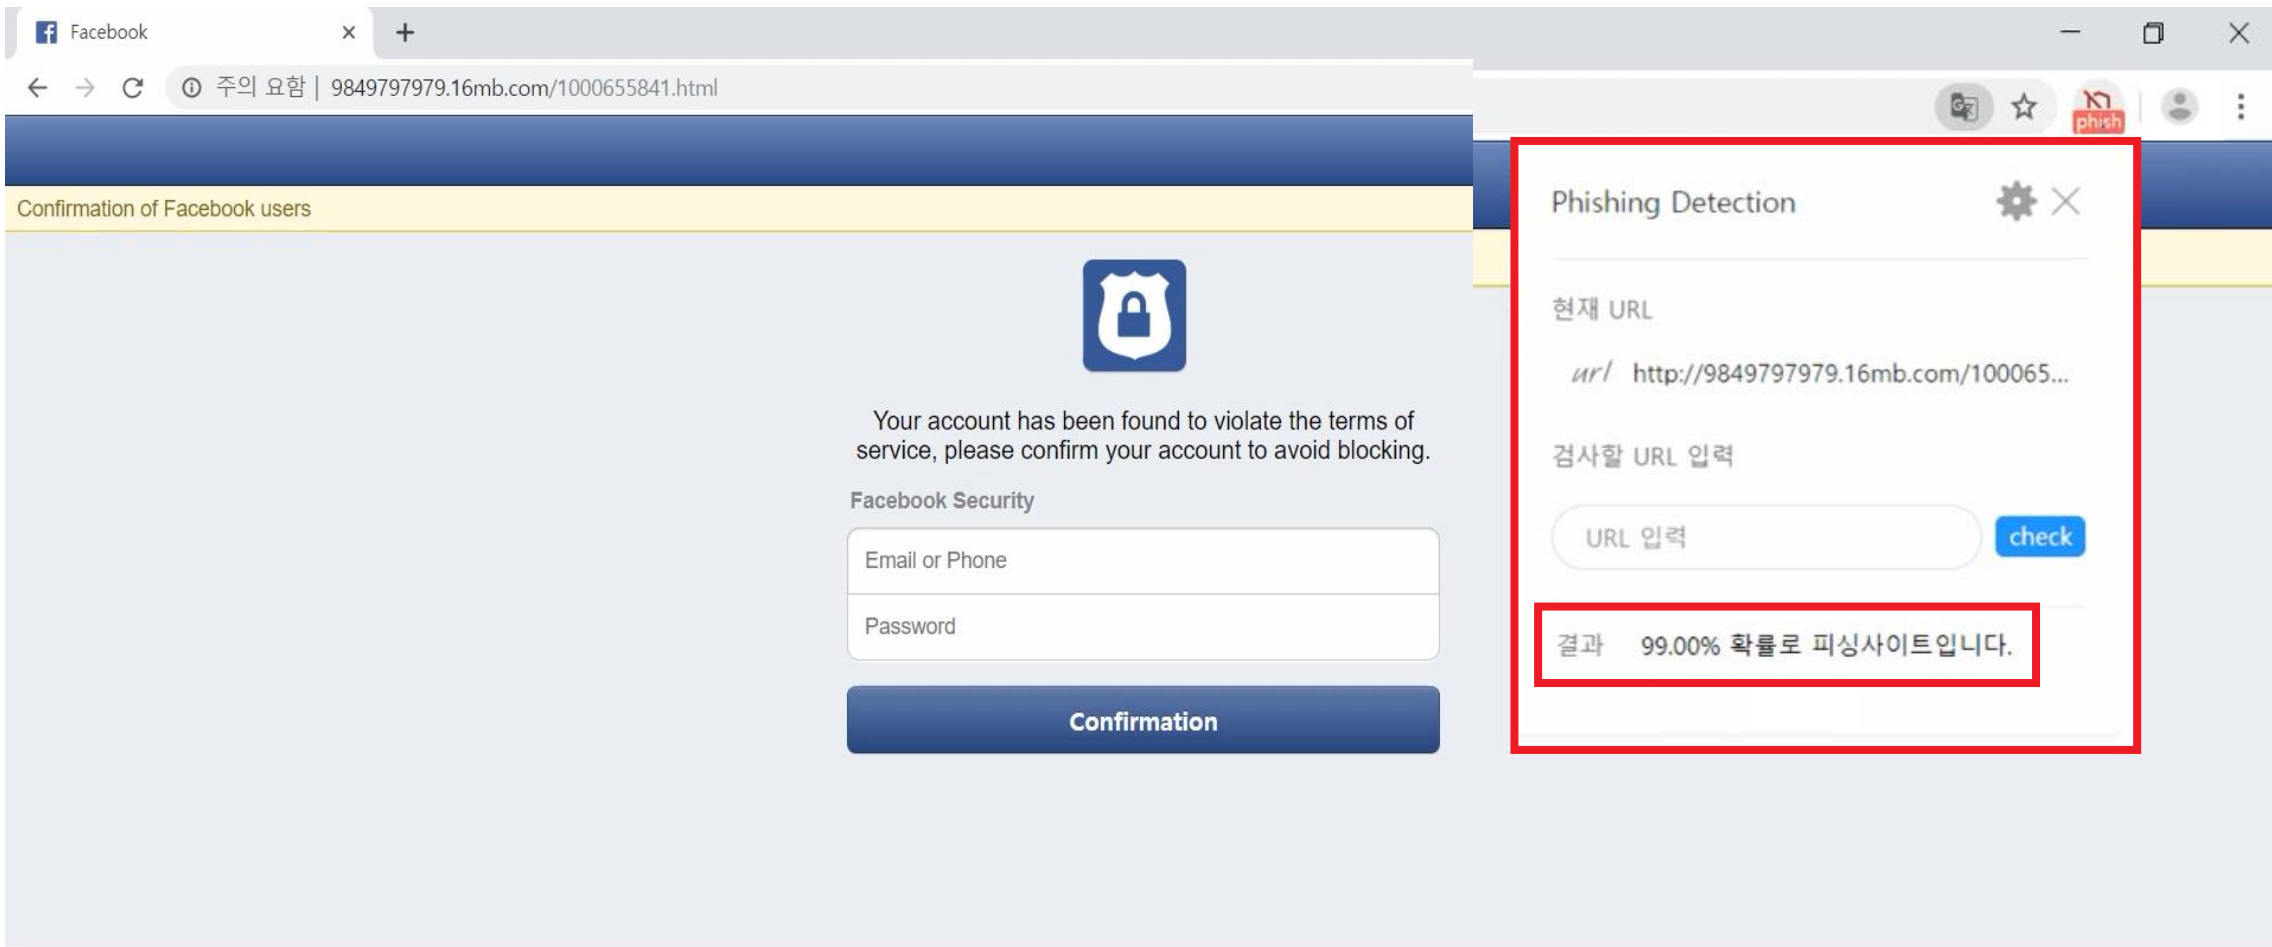 Facebook
주의 요함 | 9849797979.16mb.com/1000655841.html
phish
Confirmation of Facebook users
Your account has been found to violate the terms of
service, please confirm your account to avoid blocking.
Facebook Security
Email or Phone
Password
Confirmation
Phishing Detection
현재 URL
url http://9849797979.16mb.com/100065...
검사할 URL 입력
URL 입력 check
결과 99.00% 확률로 피싱사이트입니다.